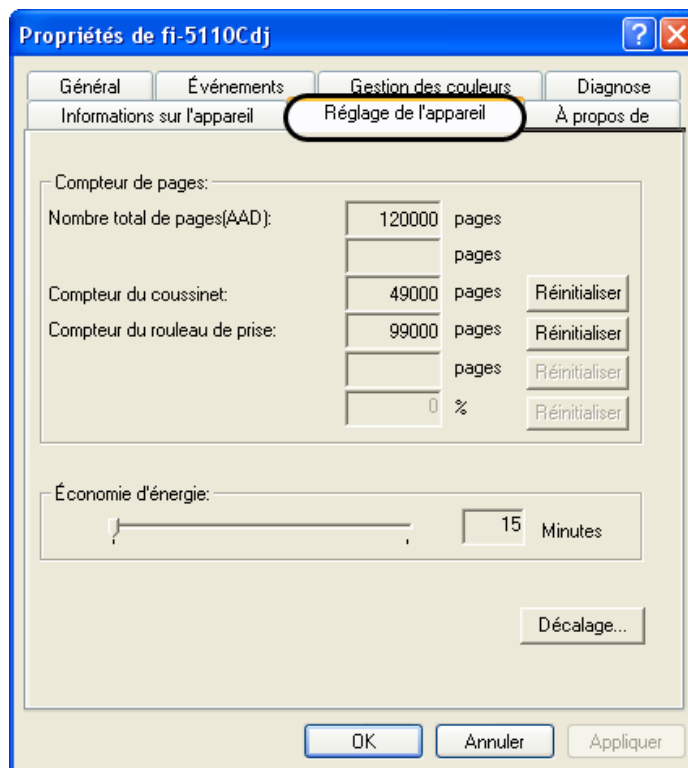 Propriétés de fi-5110Cdj
Général Événements Gestion des couleurs Diagnose
Informations sur l'appareil Réglage de l'appareil À propos de
Compteur de pages:
Nombre total de pages(AAD): 120000 pages
pages
Compteur du coussinet: 49000 pages Réinitialiser
Compteur du rouleau de prise: 99000 pages Réinitialiser
pages Réinitialiser
0 % Réinitialiser
Économie d'énergie:
15 Minutes
Décalage...
OK Annuler Appliquer